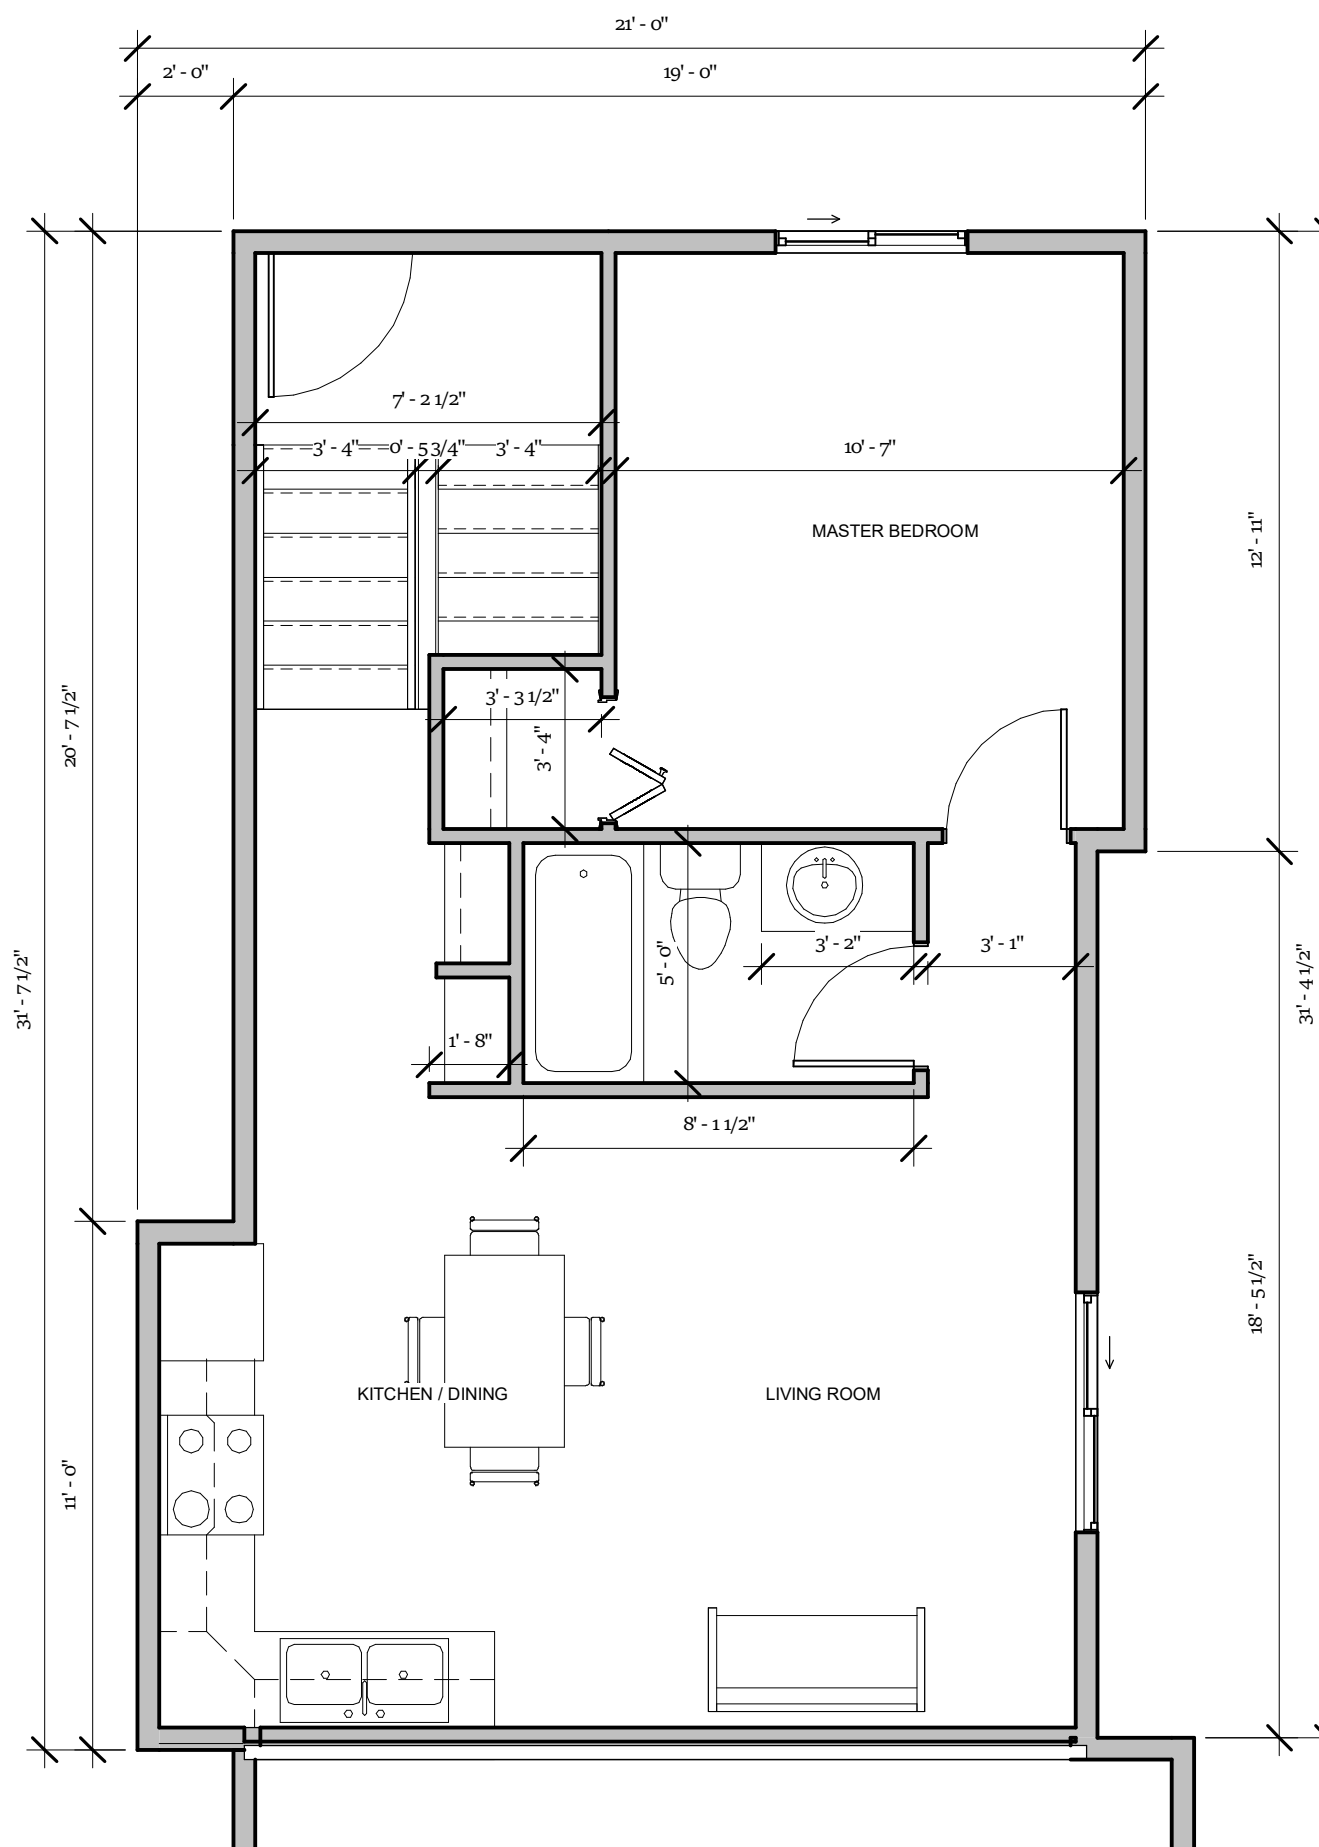 21' - 0"
2' - 0"
19' - 0"
7' - 2 1/2"
3' - 4"
0' - 5 3/4"
3' - 4"
10' - 7"
MASTER BEDROOM
12' - 11"
20' - 7 1/2"
3' - 3 1/2"
3' - 4"
31' - 7 1/2"
5' - 0"
3' - 2"
3' - 1"
31' - 4 1/2"
1' - 8"
8' - 1 1/2"
18' - 5 1/2"
KITCHEN / DINING
LIVING ROOM
11' - 0"